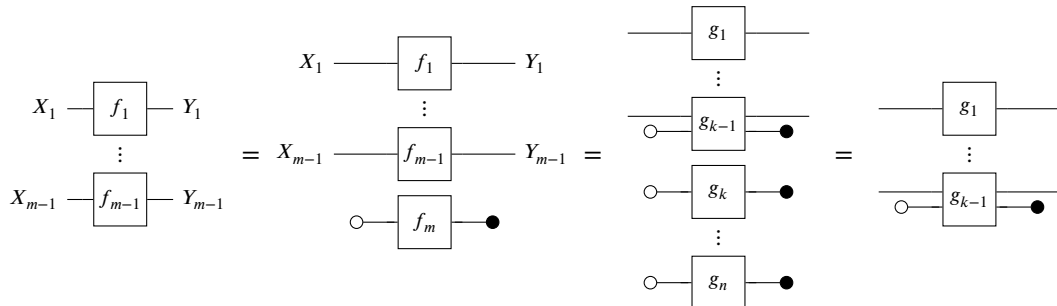 X₁ f₁ Y₁
⋮
Xₘ₋₁ fₘ₋₁ Yₘ₋₁
=
X₁ f₁ Y₁
⋮
Xₘ₋₁ fₘ₋₁ Yₘ₋₁
fₘ
=
g₁
⋮
gₖ₋₁
gₖ
⋮
gₙ
=
g₁
⋮
gₖ₋₁